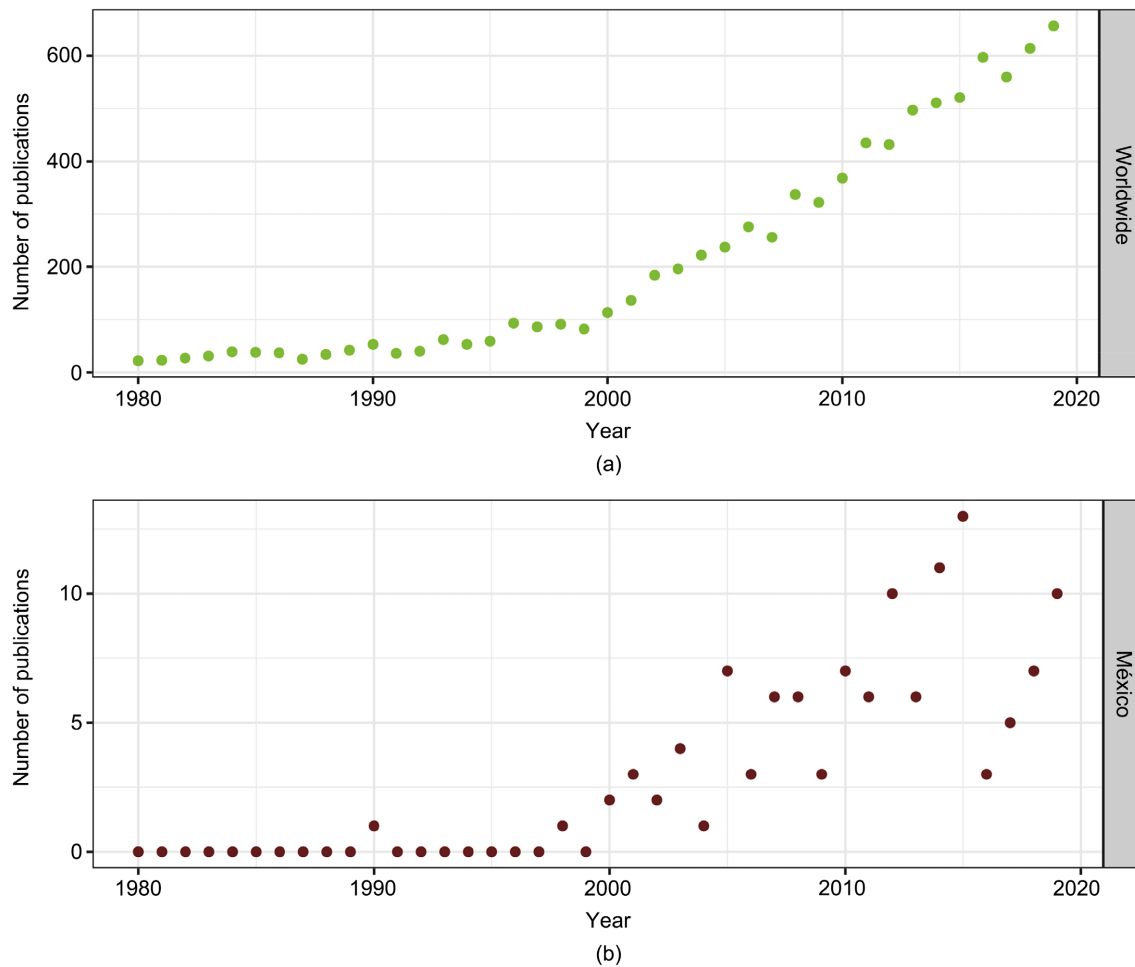 Number of publications
600
400
200
0
1980 1990 2000 2010 2020
Year
(a)
Worldwide
Number of publications
10
5
0
1980 1990 2000 2010 2020
Year
(b)
México